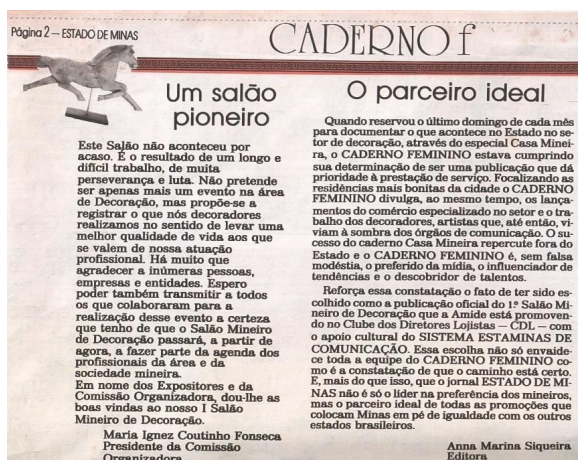 Página 2 — ESTADO DE MINAS
CADERNO f
Um salão
pioneiro
Este Salão não aconteceu por
acaso. É o resultado de um longo e
difícil trabalho, de muita
perseverança e luta. Não pretende
ser apenas mais um evento na área
de Decoração, mas propõe-se a
registrar o que nós decoradores
realizamos no sentido de levar uma
melhor qualidade de vida aos que
se valem de nossa atuação
profissional. Há muito que
agradecer a inúmeras pessoas,
empresas e entidades. Espero
poder também transmitir a todos
os que colaboraram para a
realização desse evento a certeza
que tenho de que o Salão Mineiro
de Decoração passará, a partir de
agora, a fazer parte da agenda dos
profissionais da área e da
sociedade mineira.
Em nome dos Expositores e da
Comissão Organizadora, dou-lhe as
boas vindas ao nosso I Salão
Mineiro de Decoração.
Maria Ignez Coutinho Fonseca
Presidente da Comissão
Organizadora
O parceiro ideal
Quando reservou o último domingo de cada mês
para documentar o que acontece no Estado no se-
tor de decoração, através do especial Casa Minei-
ra, o CADERNO FEMININO estava cumprindo
sua determinação de ser uma publicação que dá
prioridade à prestação de serviço. Focalizando as
residências mais bonitas da cidade o CADERNO
FEMININO divulga, ao mesmo tempo, os lança-
mentos do comércio especializado no setor e o tra-
balho dos decoradores, artistas que, até então, vi-
viam à sombra dos órgãos de comunicação. O su-
cesso do caderno Casa Mineira repercute fora do
Estado e o CADERNO FEMININO é, sem falsa
modéstia, o preferido da mídia, o influenciador de
tendências e o descobridor de talentos.
Reforça essa constatação o fato de ter sido es-
colhido como a publicação oficial do 1º Salão Mi-
neiro de Decoração que a Amide está promoven-
do no Clube dos Diretores Lojistas — CDL — com
o apoio cultural do SISTEMA ESTAMINAS DE
COMUNICAÇÃO. Essa escolha não só envaide-
ce toda a equipe do CADERNO FEMININO co-
mo é a constatação de que o caminho está certo.
E, mais do que isso, que o jornal ESTADO DE MI-
NAS não é só o líder na preferência dos mineiros,
mas o parceiro ideal de todas as promoções que
colocam Minas em pé de igualdade com os outros
estados brasileiros.
Anna Marina Siqueira
Editora